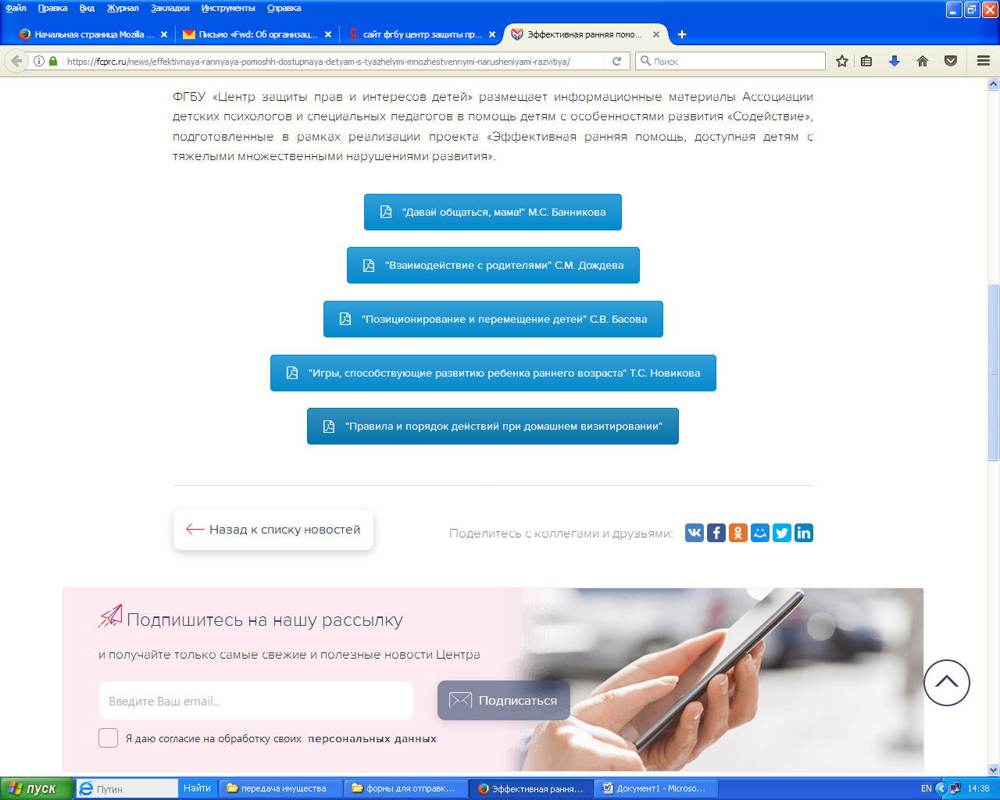 Файл Правка Вид Журнал Закладки Инструменты Справка
Начальная страница Mozilla ... Письмо «Fwd: Об организац... сайт фгбу центр защиты пр... Эффективная ранняя помо...
https://fcprc.ru/news/effektivnaya-rannyaya-pomoshh-dostupnaya-detyam-s-tyazhelymi-mnozhestvennymi-narusheniyami-razvitiya/ Поиск
ФГБУ «Центр защиты прав и интересов детей» размещает информационные материалы Ассоциации
детских психологов и специальных педагогов в помощь детям с особенностями развития «Содействие»,
подготовленные в рамках реализации проекта «Эффективная ранняя помощь, доступная детям с
тяжелыми множественными нарушениями развития».
"Давай общаться, мама!" М.С. Банникова
"Взаимодействие с родителями" С.М. Дождева
"Позиционирование и перемещение детей" С.В. Басова
"Игры, способствующие развитию ребенка раннего возраста" Т.С. Новикова
"Правила и порядок действий при домашнем визитировании"
Назад к списку новостей
Поделитесь с коллегами и друзьями:
Подпишитесь на нашу рассылку
и получайте только самые свежие и полезные новости Центра
Введите Ваш email... Подписаться
Я даю согласие на обработку своих персональных данных
пуск Путин Найти передача имущества формы для отправк... Эффективная рання... Документ1 - Microso... EN 14:38